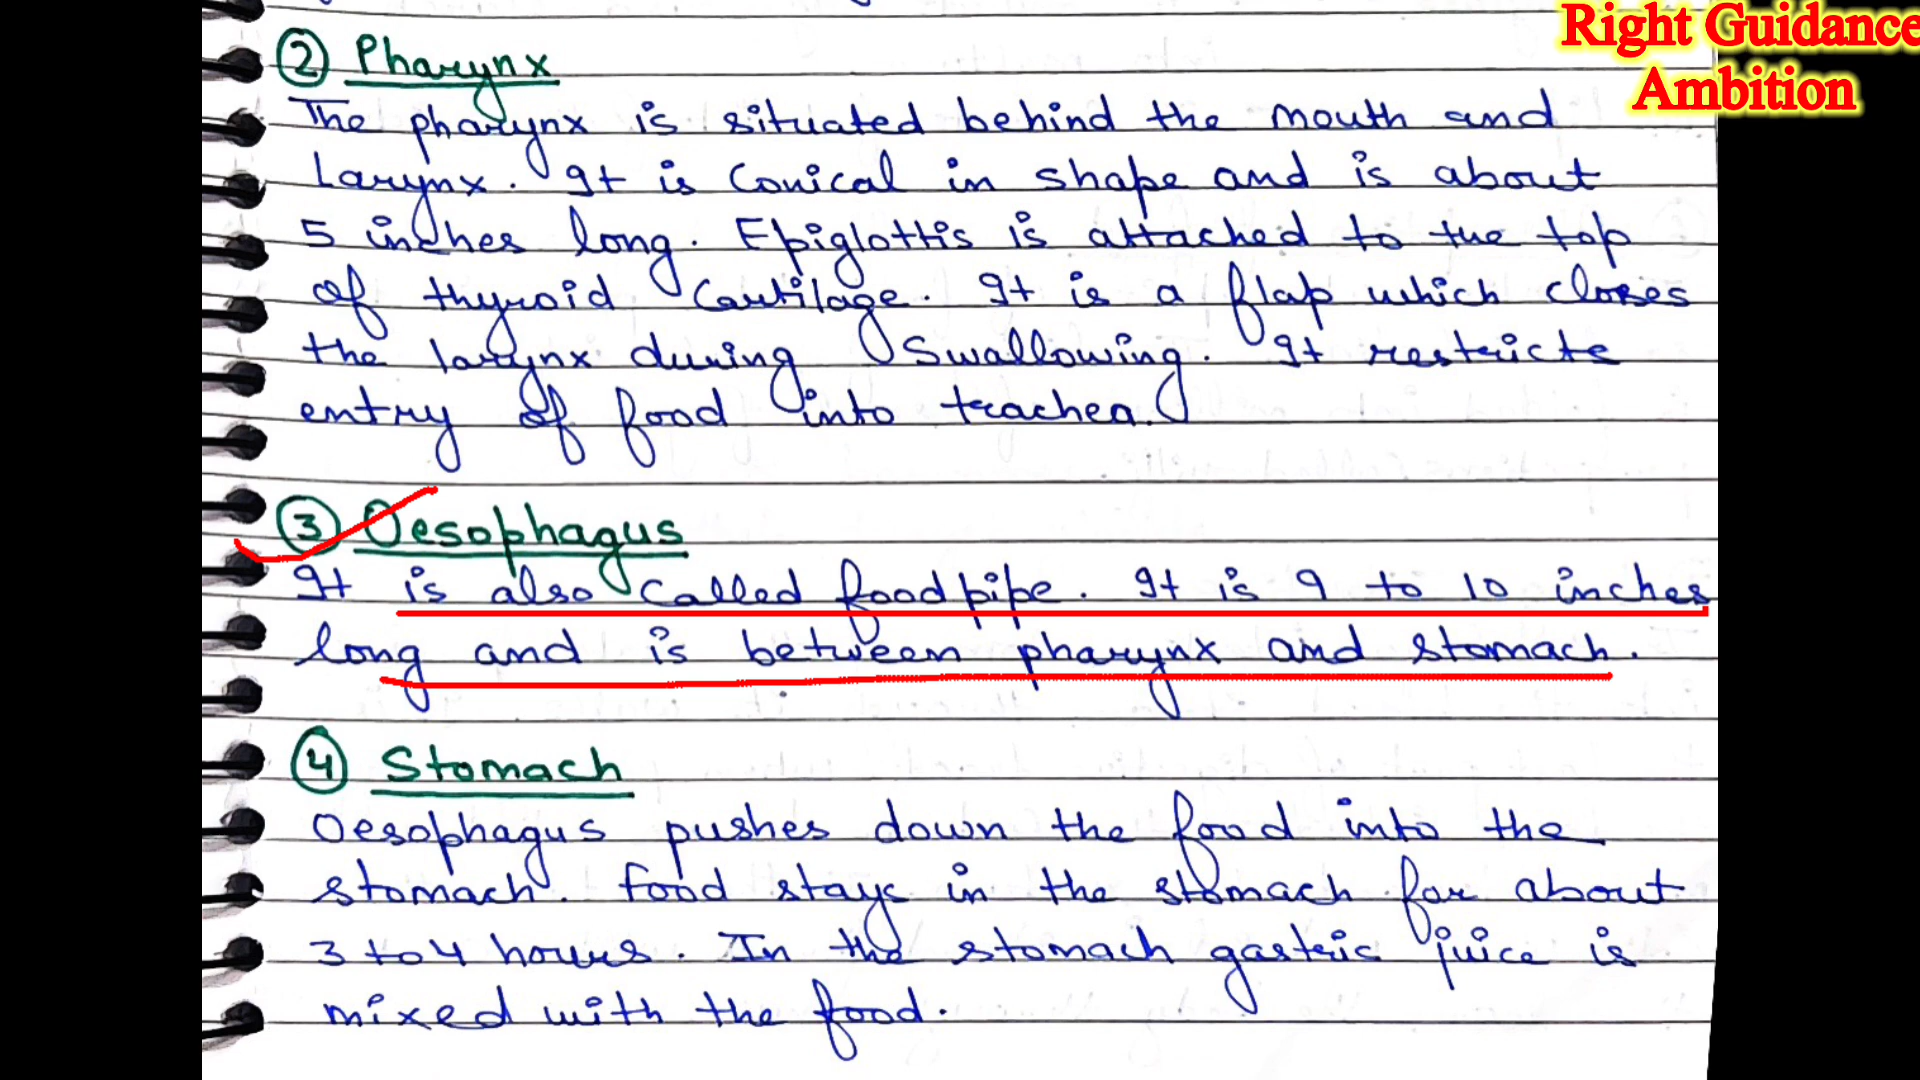 Right Guidance
Ambition
② Pharynx
The pharynx is situated behind the mouth and
Larynx. It is conical in shape and is about
5 inches long. Epiglottis is attached to the top
of thyroid cartilage. It is a flap which closes
the larynx during swallowing. It restricts
entry of food into trachea.
③ Oesophagus
It is also called foodpipe. It is 9 to 10 inches
long and is between pharynx and stomach.
④ Stomach
Oesophagus pushes down the food into the
stomach. Food stays in the stomach for about
3 to 4 hours. In the stomach gastric juice is
mixed with the food.